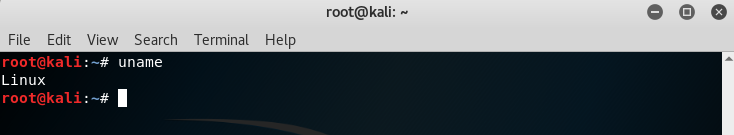 root@kali: ~
File Edit View Search Terminal Help
root@kali:~# uname
Linux
root@kali:~#